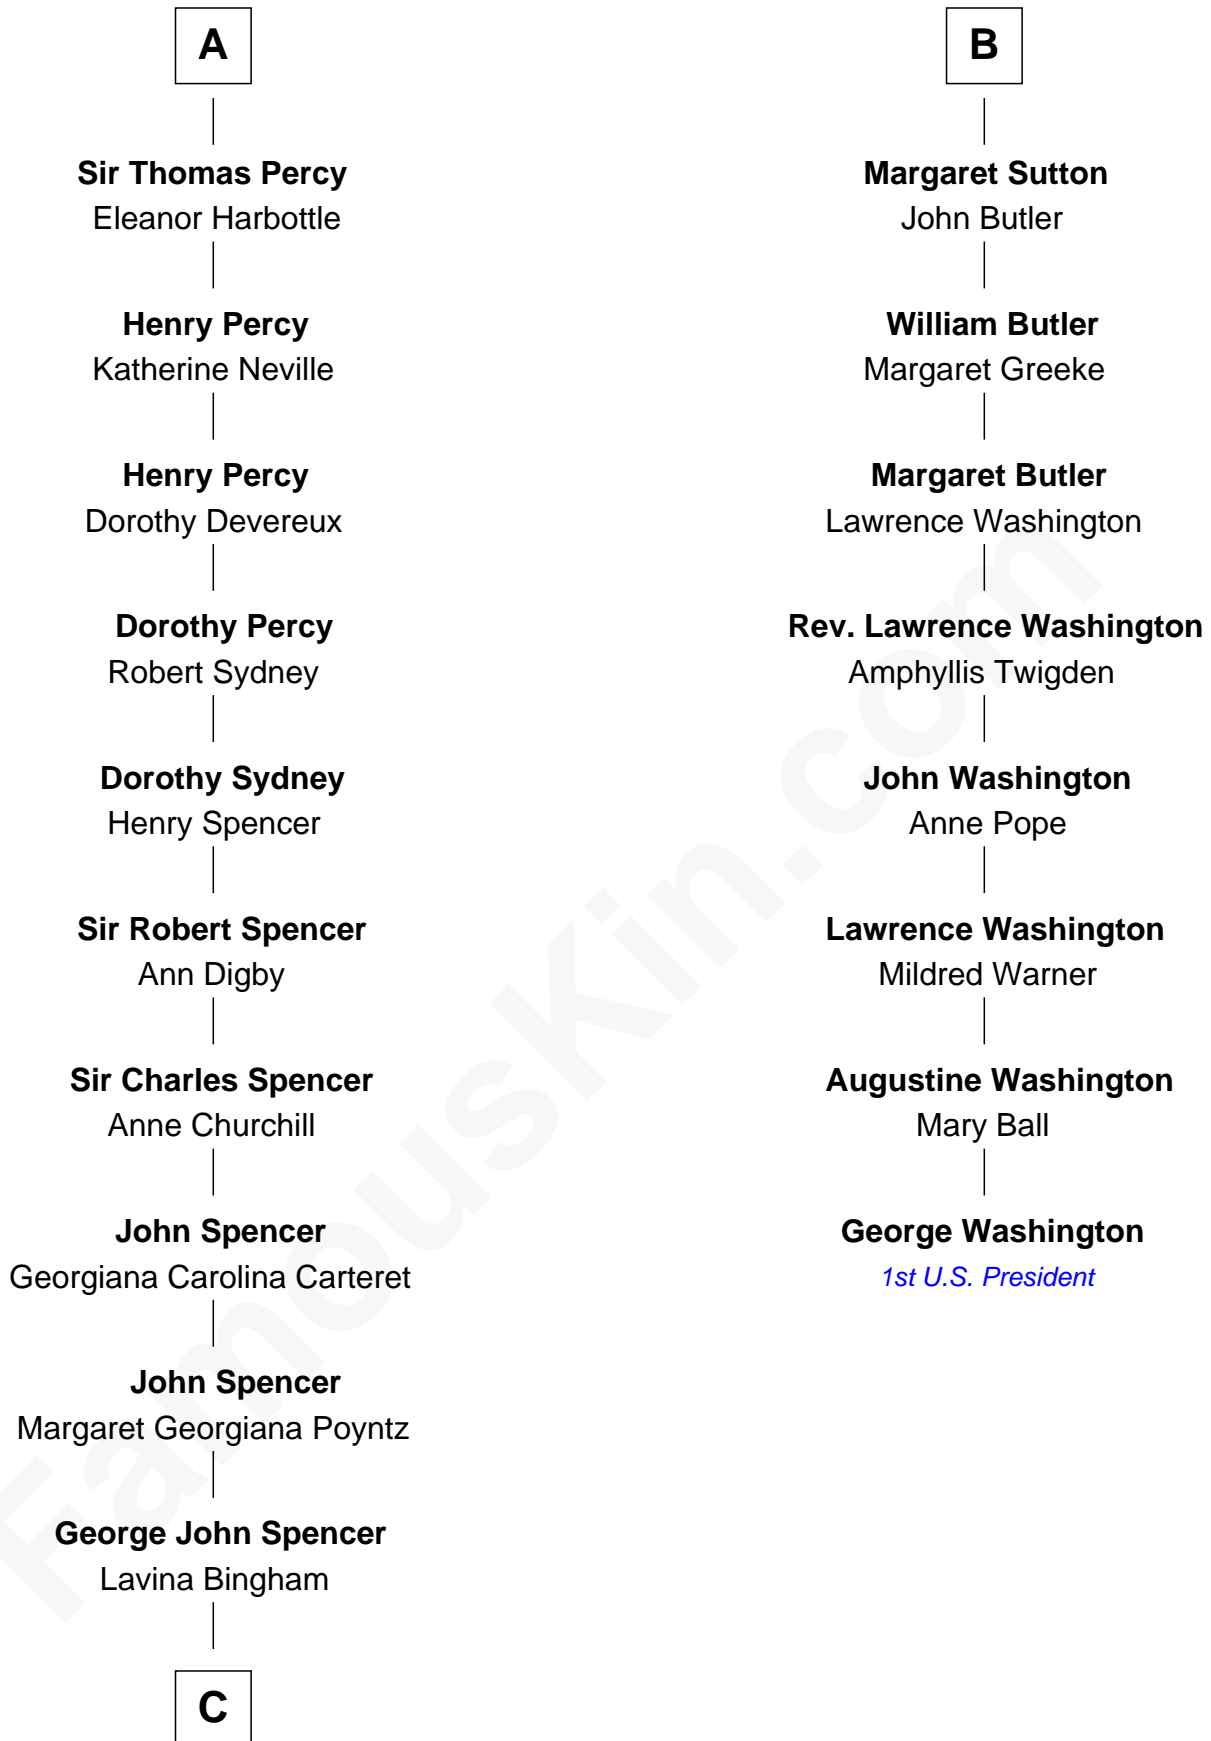 A
Sir Thomas Percy
Eleanor Harbottle
Henry Percy
Katherine Neville
Henry Percy
Dorothy Devereux
Dorothy Percy
Robert Sydney
Dorothy Sydney
Henry Spencer
Sir Robert Spencer
Ann Digby
Sir Charles Spencer
Anne Churchill
John Spencer
Georgiana Carolina Carteret
John Spencer
Margaret Georgiana Poyntz
George John Spencer
Lavina Bingham
C
B
Margaret Sutton
John Butler
William Butler
Margaret Greeke
Margaret Butler
Lawrence Washington
Rev. Lawrence Washington
Amphyllis Twigden
John Washington
Anne Pope
Lawrence Washington
Mildred Warner
Augustine Washington
Mary Ball
George Washington
1st U.S. President
FamousKin.com